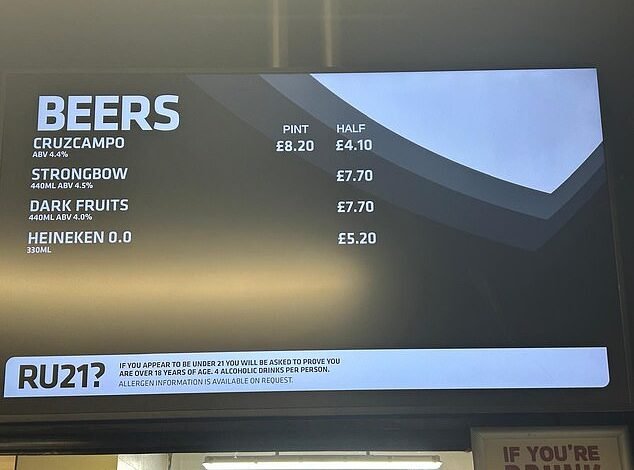 BEERS
PINT HALF
CRUZCAMPO £8.20 £4.10
ABV 4.4%
STRONGBOW £7.70
440ML ABV 4.5%
DARK FRUITS £7.70
440ML ABV 4.0%
HEINEKEN 0.0 £5.20
330ML
RU21?
IF YOU APPEAR TO BE UNDER 21 YOU WILL BE ASKED TO PROVE YOU
ARE OVER 18 YEARS OF AGE. 4 ALCOHOLIC DRINKS PER PERSON.
ALLERGEN INFORMATION IS AVAILABLE ON REQUEST.
IF YOU'RE